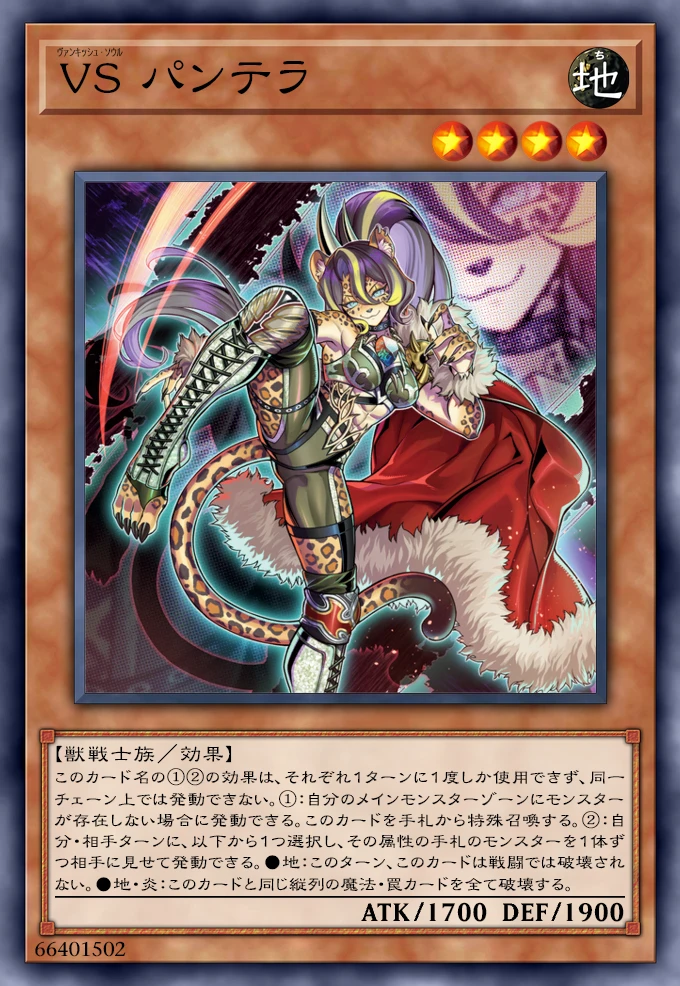 ヴァンキッシュ・ソウル
VS パンテラ
ち
地
【獣戦士族／効果】
このカード名の①②の効果は、それぞれ1ターンに1度しか使用できず、同一
チェーン上では発動できない。①：自分のメインモンスターゾーンにモンスター
が存在しない場合に発動できる。このカードを手札から特殊召喚する。②：自
分・相手ターンに、以下から1つ選択し、その属性の手札のモンスターを1体ず
つ相手に見せて発動できる。●地：このターン、このカードは戦闘では破壊され
ない。●地・炎：このカードと同じ縦列の魔法・罠カードを全て破壊する。
ATK/1700 DEF/1900
66401502